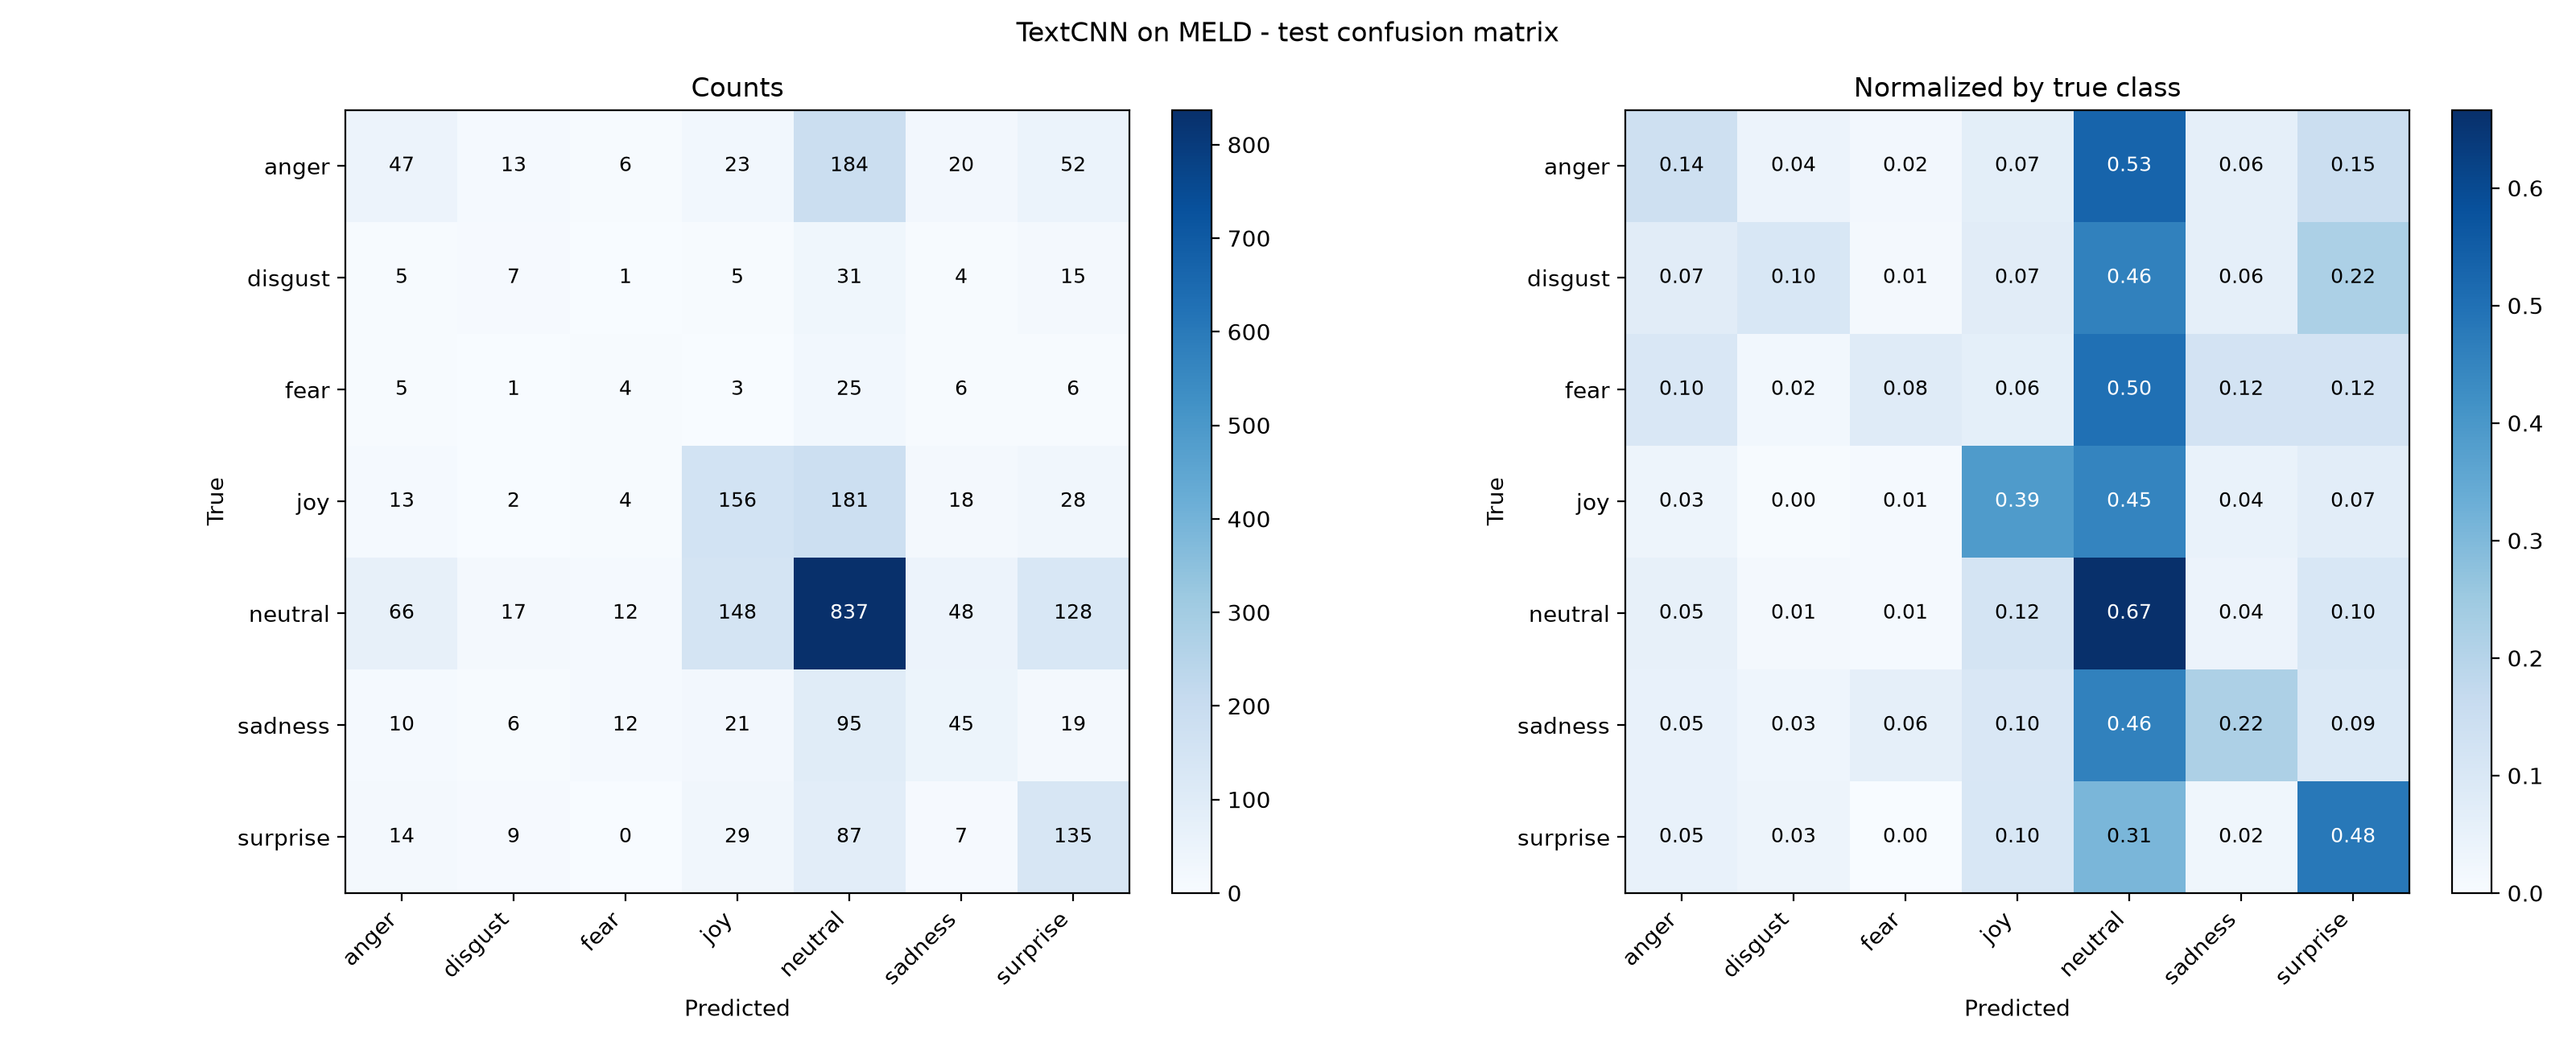 TextCNN on MELD - test confusion matrix
Counts
True
anger 47 13 6 23 184 20 52
disgust 5 7 1 5 31 4 15
fear 5 1 4 3 25 6 6
joy 13 2 4 156 181 18 28
neutral 66 17 12 148 837 48 128
sadness 10 6 12 21 95 45 19
surprise 14 9 0 29 87 7 135
anger disgust fear joy neutral sadness surprise
Predicted
800
700
600
500
400
300
200
100
0
Normalized by true class
True
anger 0.14 0.04 0.02 0.07 0.53 0.06 0.15
disgust 0.07 0.10 0.01 0.07 0.46 0.06 0.22
fear 0.10 0.02 0.08 0.06 0.50 0.12 0.12
joy 0.03 0.00 0.01 0.39 0.45 0.04 0.07
neutral 0.05 0.01 0.01 0.12 0.67 0.04 0.10
sadness 0.05 0.03 0.06 0.10 0.46 0.22 0.09
surprise 0.05 0.03 0.00 0.10 0.31 0.02 0.48
anger disgust fear joy neutral sadness surprise
Predicted
0.6
0.5
0.4
0.3
0.2
0.1
0.0